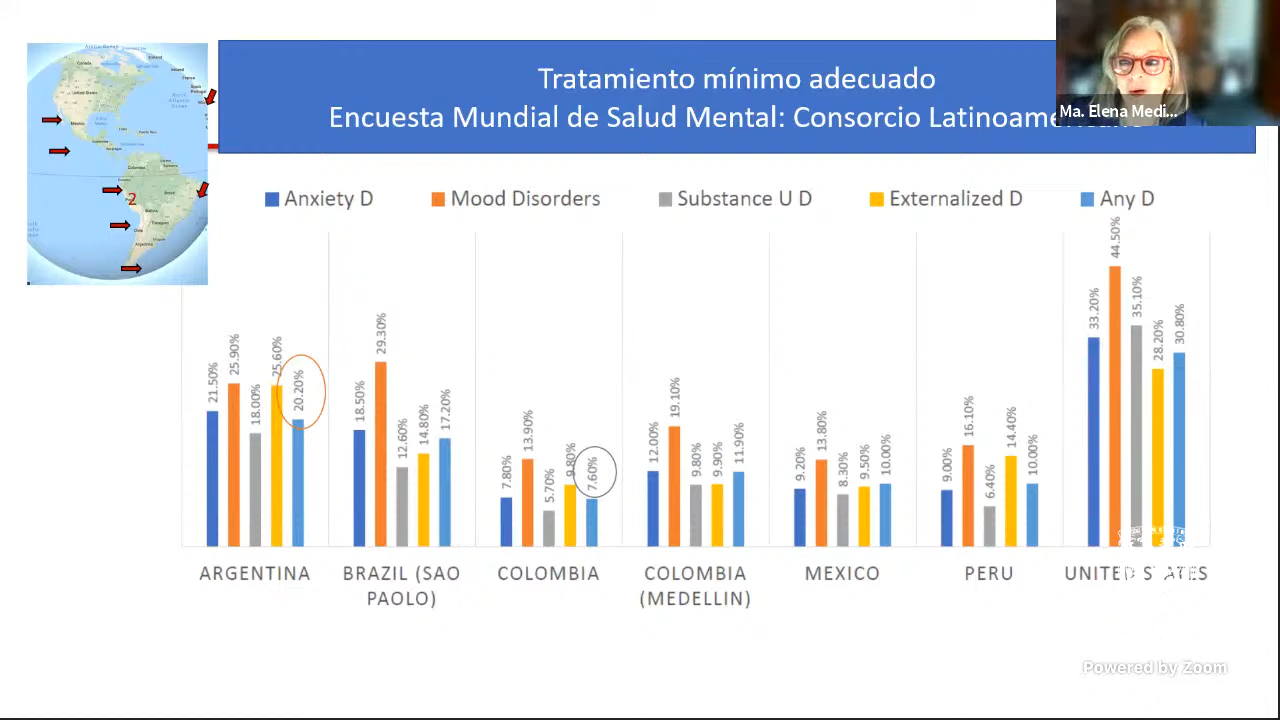 Tratamiento mínimo adecuado
Encuesta Mundial de Salud Mental: Consorcio
Ma. Elena Medi...
Anxiety D
Mood Disorders
Substance U D
Externalized D
Any D
2
21.50%
25.90%
18.00%
25.60%
20.20%
18.50%
29.30%
12.60%
14.80%
17.20%
7.80%
13.90%
5.70%
9.80%
7.60%
12.00%
19.10%
9.80%
9.90%
11.90%
9.20%
13.80%
8.30%
9.50%
10.00%
9.00%
16.10%
6.40%
14.40%
10.00%
33.20%
44.50%
35.10%
28.20%
30.80%
ARGENTINA
BRAZIL (SAO
PAOLO)
COLOMBIA
COLOMBIA
(MEDELLIN)
MEXICO
PERU
UNITED STATES
Powered by Zoom